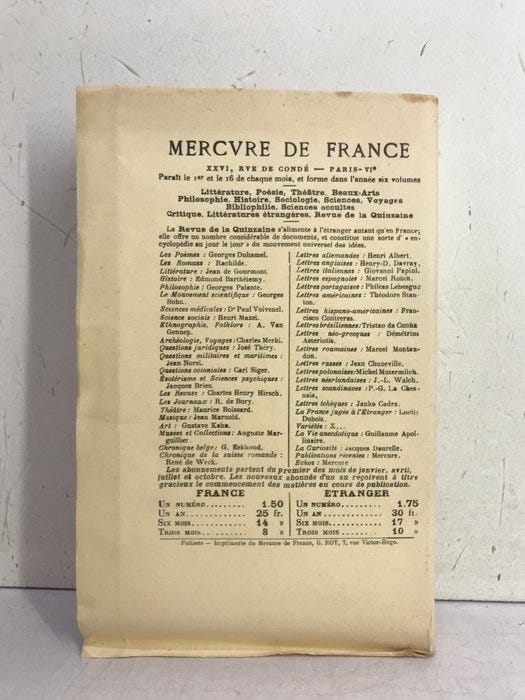 MERCVRE DE FRANCE
XXVI, RVE DE CONDÉ — PARIS-VIe
Paraît le 1er et le 16 de chaque mois, et forme dans l'année six volumes
Littérature, Poésie, Théâtre, Beaux-Arts
Philosophie, Histoire, Sociologie, Sciences, Voyages
Bibliophilie, Sciences occultes
Critique, Littératures étrangères, Revue de la Quinzaine
La Revue de la Quinzaine s'alimente à l'étranger autant qu'en France;
elle offre un nombre considérable de documents, et constitue une sorte d' « en-
cyclopédie au jour le jour » du mouvement universel des idées.
Les Poèmes : Georges Duhamel.
Les Romans : Rachilde.
Littérature : Jean de Gourmont.
Histoire : Edmond Barthélemy.
Philosophie : Georges Palante.
Le Mouvement scientifique : Georges
Bohn.
Sciences médicales: Dr Paul Voivenel.
Science sociale : Henri Mazel.
Ethnographie, Folklore : A. Van
Gennep.
Archéologie, Voyages: Charles Merki.
Questions juridiques : José Théry.
Questions militaires et maritimes :
Jean Norel.
Questions coloniales : Carl Siger.
Esotérisme et Sciences psychiques :
Jacques Brieu.
Les Revues : Charles Henry Hirsch.
Les Journaux : R. de Bury.
Théâtre : Maurice Boissard.
Musique : Jean Marnold.
Art : Gustave Kahn.
Musées et Collections : Auguste Mar-
guillier
Chronique belge : G. Eekhoud.
Chronique de la suisse romande :
René de Weck.
Lettres allemandes : Henri Albert.
Lettres anglaises : Henry-D. Davray.
Lettres italiennes : Giovanni Papini.
Lettres espagnoles : Marcel Robin.
Lettres portugaises : Philéas Lebesgue
Lettres américaines : Théodore Stan-
ton.
Lettres hispano-américaines : Fran-
cisco Contreras.
Lettres brésiliennes: Tristao da Cunha
Lettres néo-grecques : Démétrius
Asteriotis.
Lettres roumaines : Marcel Montan-
don.
Lettres russes : Jean Chuzeville.
Lettres polonaises: Michel Mutermilch.
Lettres néerlandaises : J.-L. Walch.
Lettres scandinaves : P.-G. La Ches-
nais.
Lettres tchèques : Janko Cadra.
La France jugée à l'Etranger : Lucile
Dubois.
Variétés : X...
La Vie anecdotique : Guillaume Apol-
linaire.
La Curiosité : Jacques Daurelle.
Publications récentes : Mercure.
Echos : Mercure
Les abonnements partent du premier des mois de janvier, avril,
juillet et octobre. Les nouveaux abonnés d'un an reçoivent à titre
gracieux le commencement des matières en cours de publication.
FRANCE
UN NUMÉRO.......... 1.50
UN AN.............. 25 fr.
SIX MOIS........... 14 »
TROIS MOIS......... 8 »
ÉTRANGER
UN NUMÉRO.......... 1.75
UN AN.............. 30 fr.
SIX MOIS........... 17 »
TROIS MOIS......... 10 »
Poitiers — Imprimerie du Mercure de France, G. ROY, 7, rue Victor-Hugo.